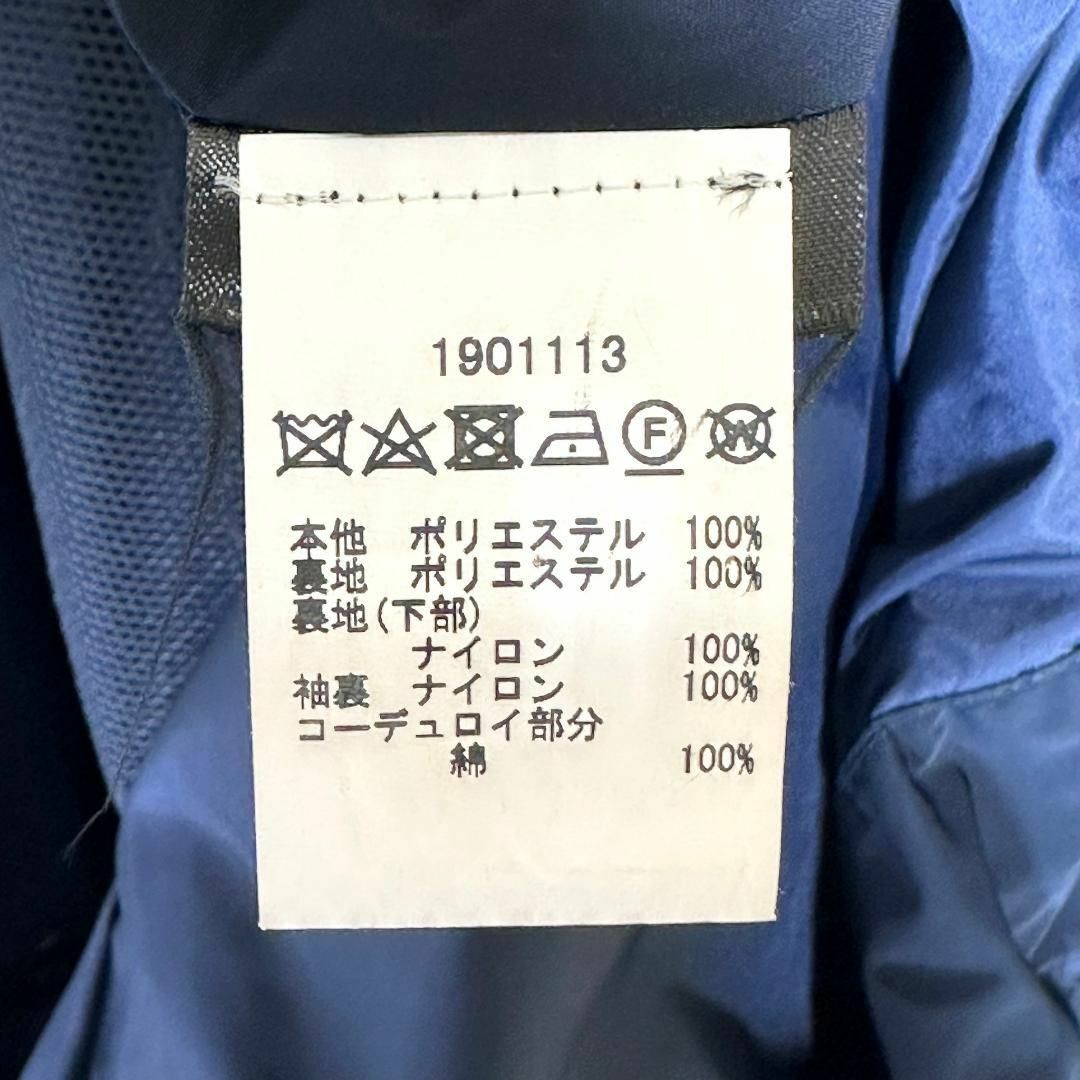 1901113
F W
本他 ポリエステル 100%
裏地 ポリエステル 100%
裏地(下部)
ナイロン 100%
袖裏 ナイロン 100%
コーデュロイ部分
綿 100%